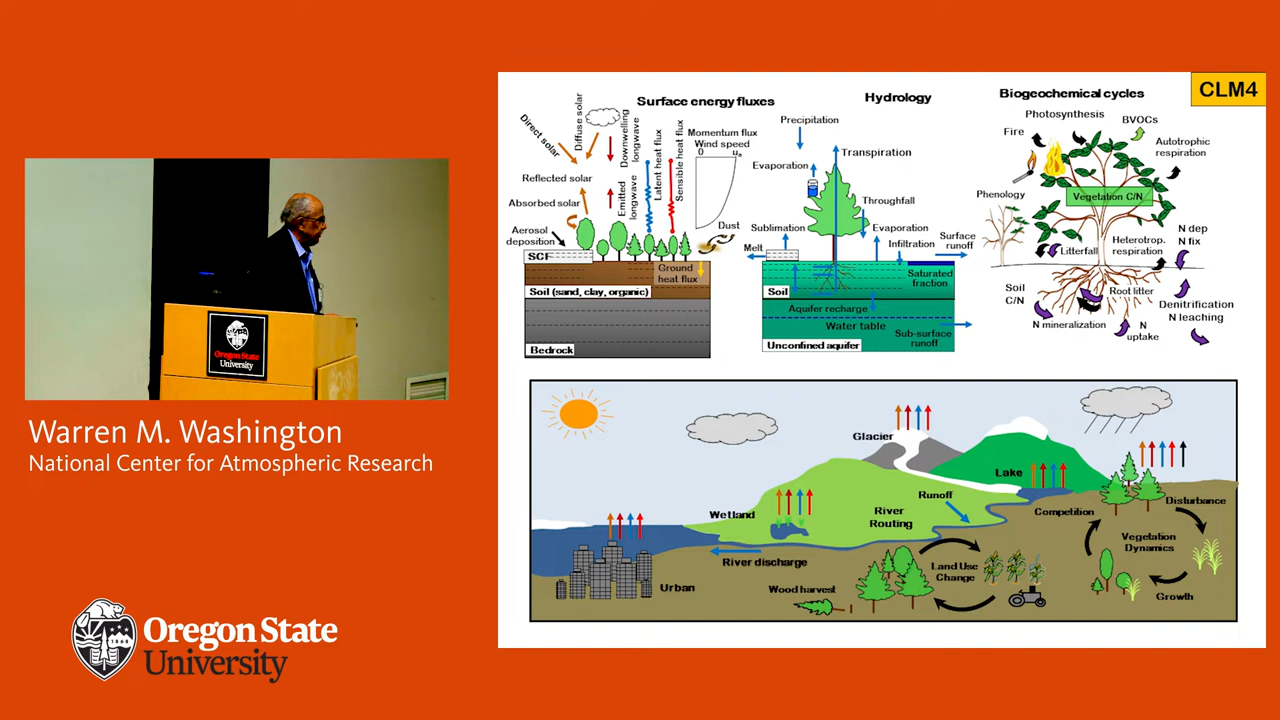 CLM4
Surface energy fluxes
Direct solar
Diffuse solar
Downwelling
longwave
Reflected solar
Absorbed solar
Emitted
longwave
Latent heat flux
Sensible heat flux
Momentum flux
Wind speed
0
Aerosol
deposition
Dust
SCF
Ground
heat flux
Soil (sand, clay, organic)
Bedrock
Hydrology
Precipitation
Evaporation
Transpiration
Throughfall
Sublimation
Evaporation
Melt
Infiltration
Surface
runoff
Saturated
fraction
Soil
Aquifer recharge
Water table
Sub-surface
runoff
Unconfined aquifer
Biogeochemical cycles
Photosynthesis
BVOCs
Fire
Autotrophic
respiration
Phenology
Vegetation C/N
N dep
N fix
Litterfall
Heterotrop.
respiration
Soil
C/N
Root litter
Denitrification
N leaching
N mineralization
N
uptake
Glacier
Lake
Runoff
Wetland
River
Routing
Competition
Disturbance
Vegetation
Dynamics
Growth
River discharge
Land Use
Change
Wood harvest
Urban
Oregon State
University
Warren M. Washington
National Center for Atmospheric Research
Oregon State
University